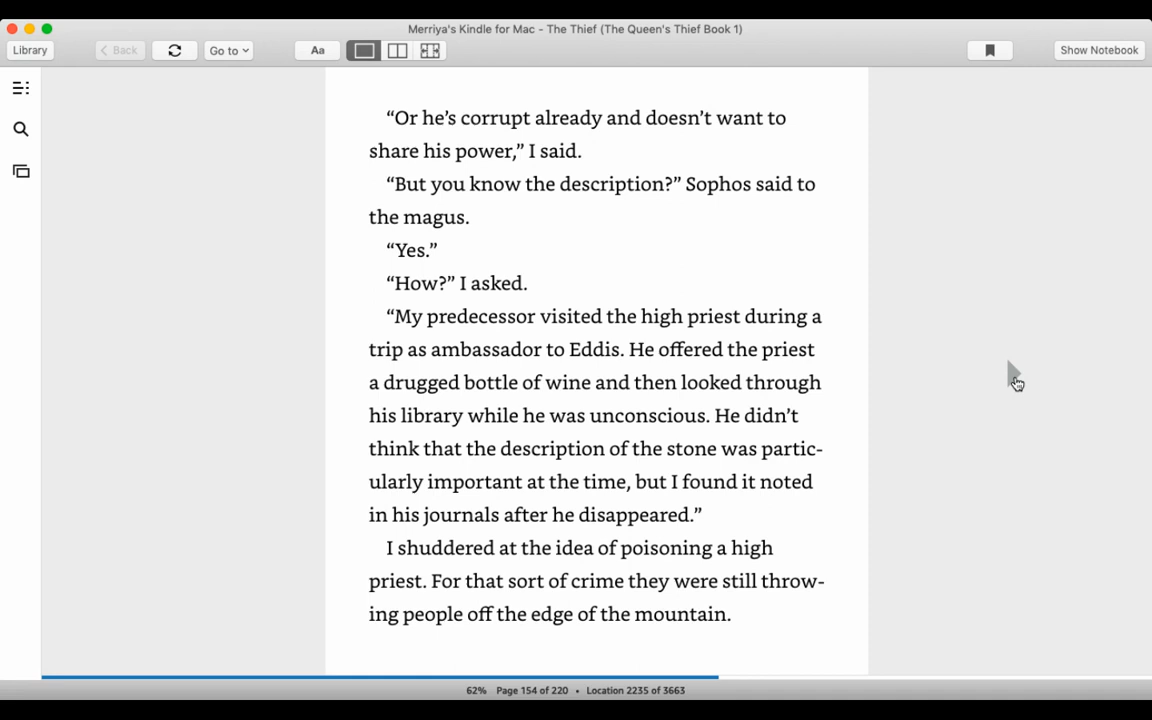 Merriya's Kindle for Mac - The Thief (The Queen's Thief Book 1)
Library
< Back
Go to
Aa
Show Notebook
“Or he’s corrupt already and doesn’t want to
share his power,” I said.
“But you know the description?” Sophos said to
the magus.
“Yes.”
“How?” I asked.
“My predecessor visited the high priest during a
trip as ambassador to Eddis. He offered the priest
a drugged bottle of wine and then looked through
his library while he was unconscious. He didn’t
think that the description of the stone was partic-
ularly important at the time, but I found it noted
in his journals after he disappeared.”
I shuddered at the idea of poisoning a high
priest. For that sort of crime they were still throw-
ing people off the edge of the mountain.
62% Page 154 of 220 • Location 2235 of 3663